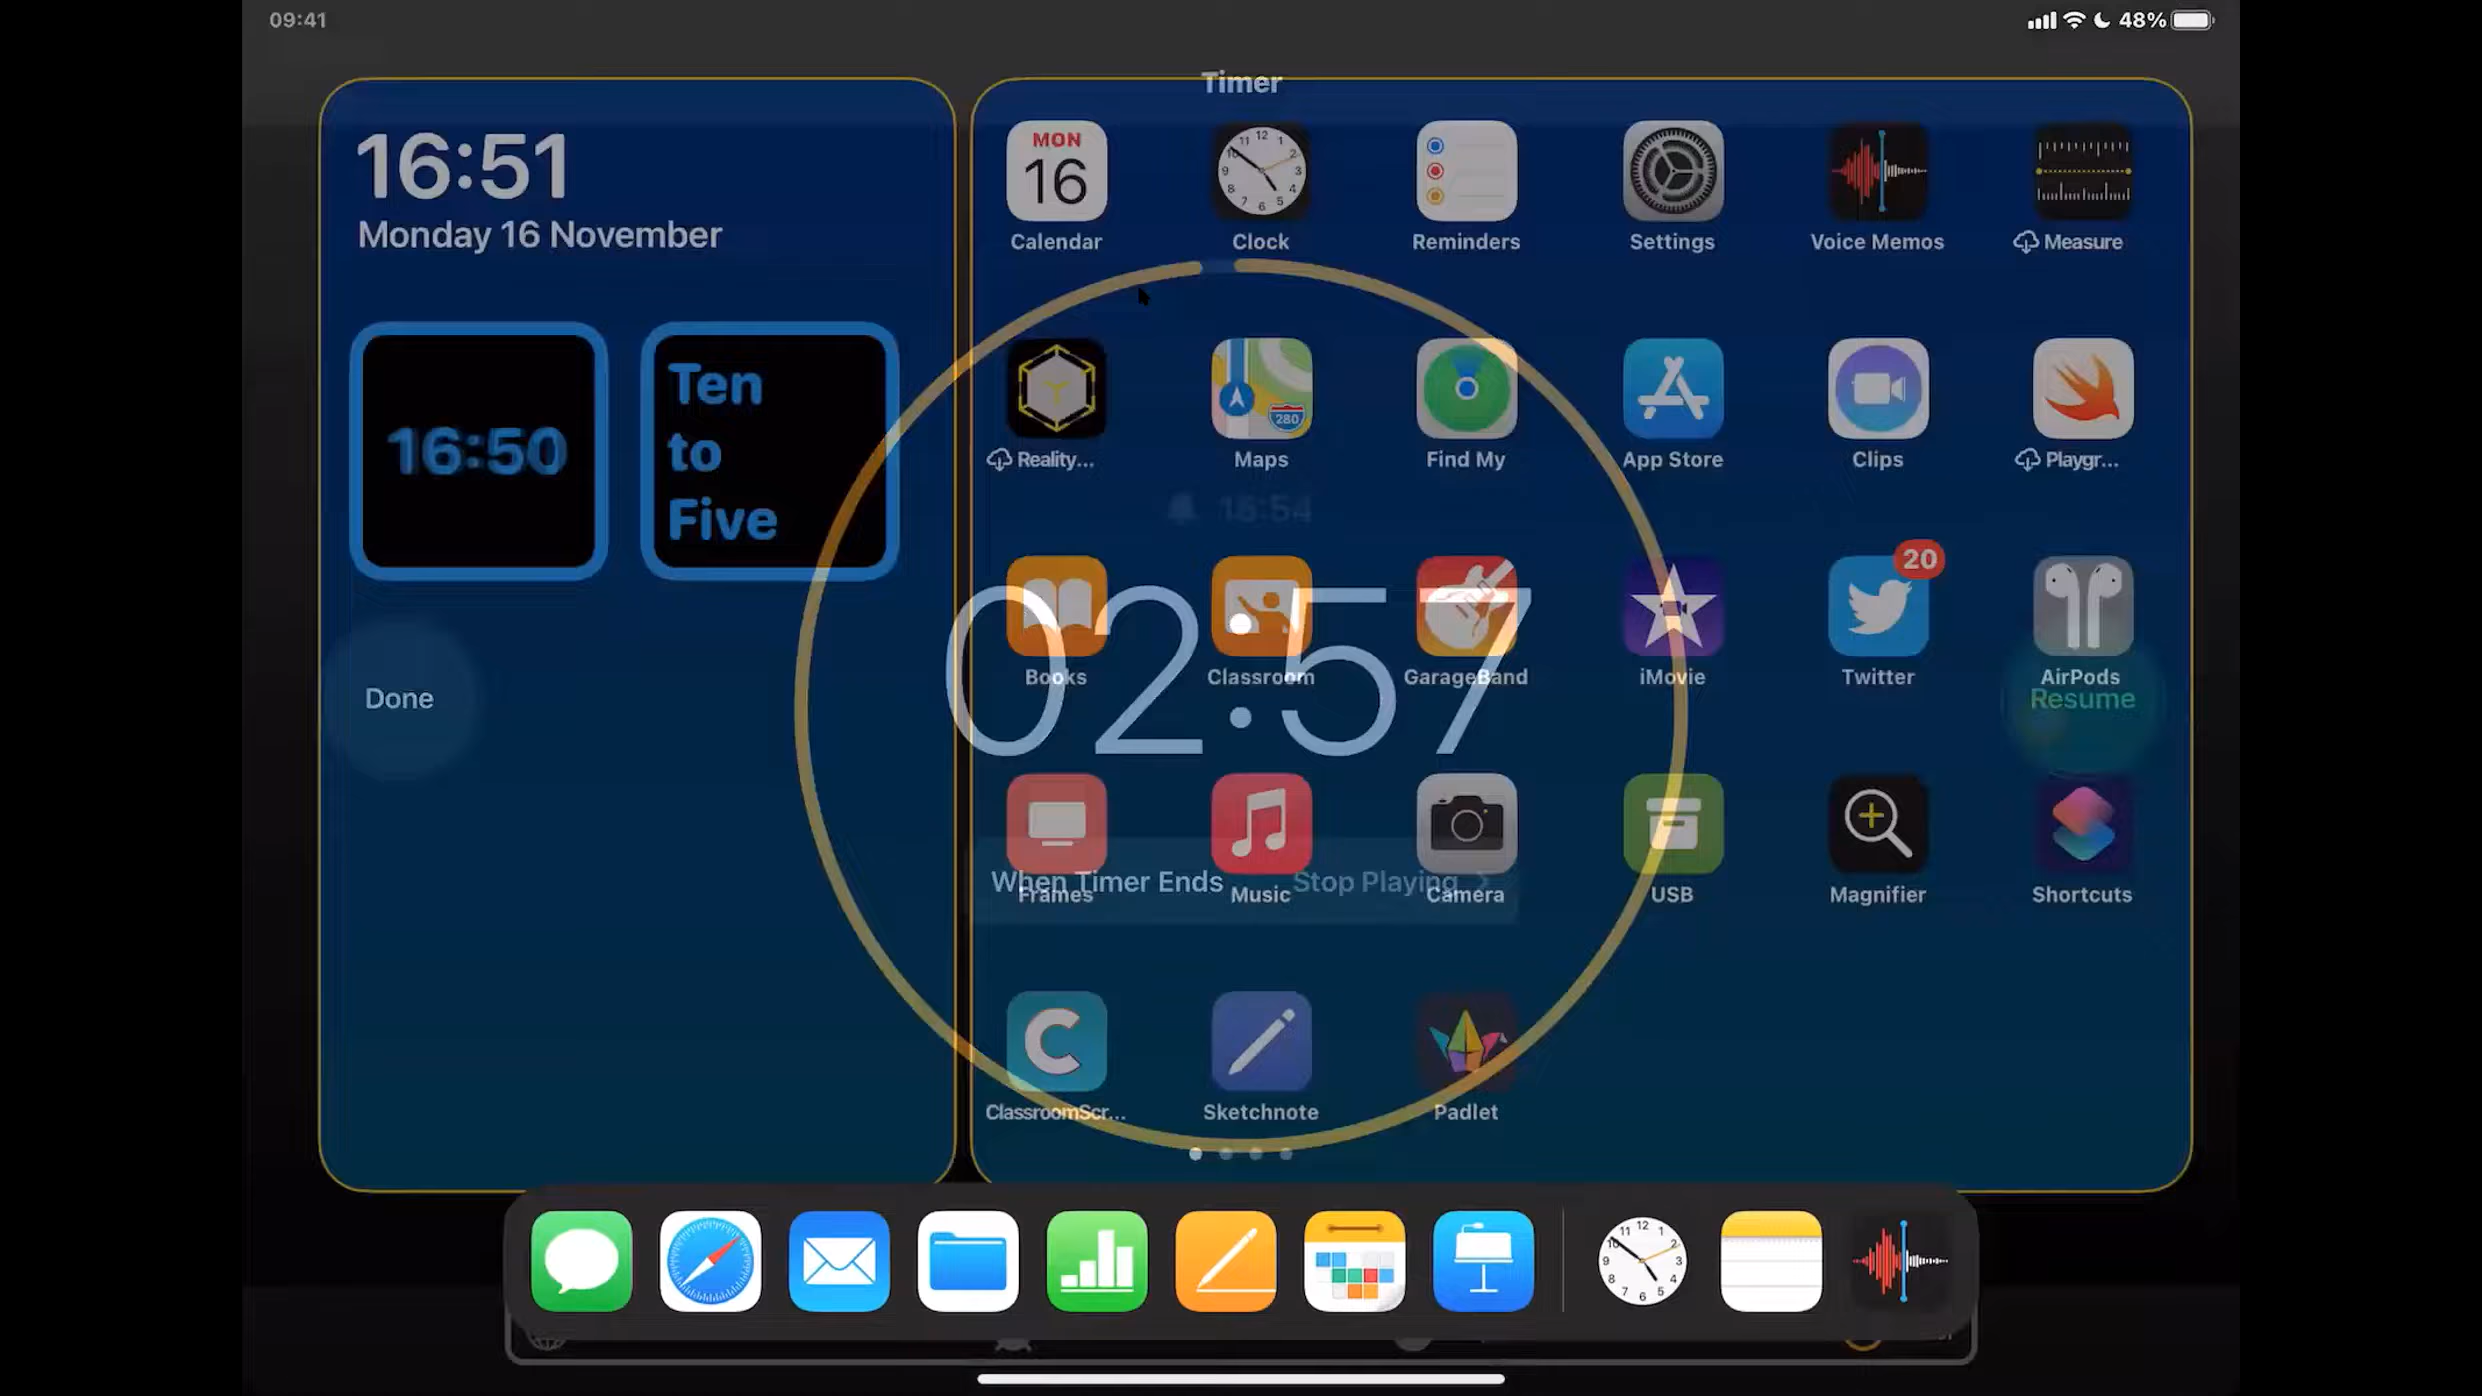 09:41
48%
Timer
16:51
Monday 16 November
16:50
Ten
to
Five
MON
16
Calendar
Clock
Reminders
Settings
Voice Memos
Measure
Reality...
Maps
280
Find My
App Store
Clips
Playgr...
16:54
20
02:57
Books
Classroom
GarageBand
iMovie
Twitter
AirPods
Done
Resume
When Timer Ends
Stop Playing
Frames
Music
Camera
USB
Magnifier
Shortcuts
ClassroomScr...
Sketchnote
Padlet